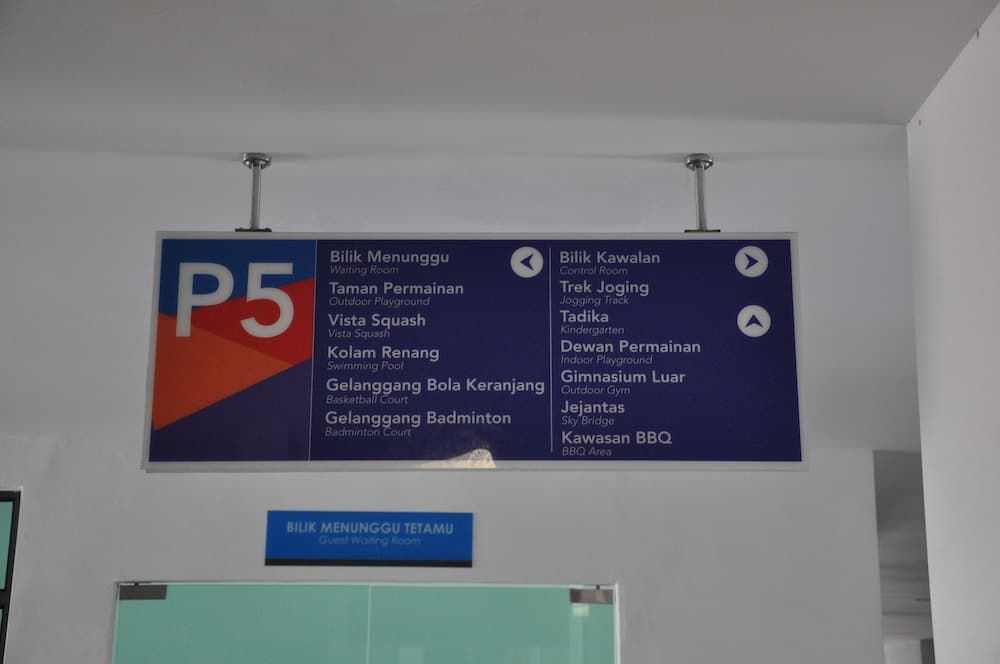 P5
Bilik Menunggu
Waiting Room
Taman Permainan
Outdoor Playground
Vista Squash
Vista Squash
Kolam Renang
Swimming Pool
Gelanggang Bola Keranjang
Basketball Court
Gelanggang Badminton
Badminton Court
Bilik Kawalan
Control Room
Trek Joging
Jogging Track
Tadika
Kindergarten
Dewan Permainan
Indoor Playground
Gimnasium Luar
Outdoor Gym
Jejantas
Sky Bridge
Kawasan BBQ
BBQ Area
BILIK MENUNGGU TETAMU
Guest Waiting Room